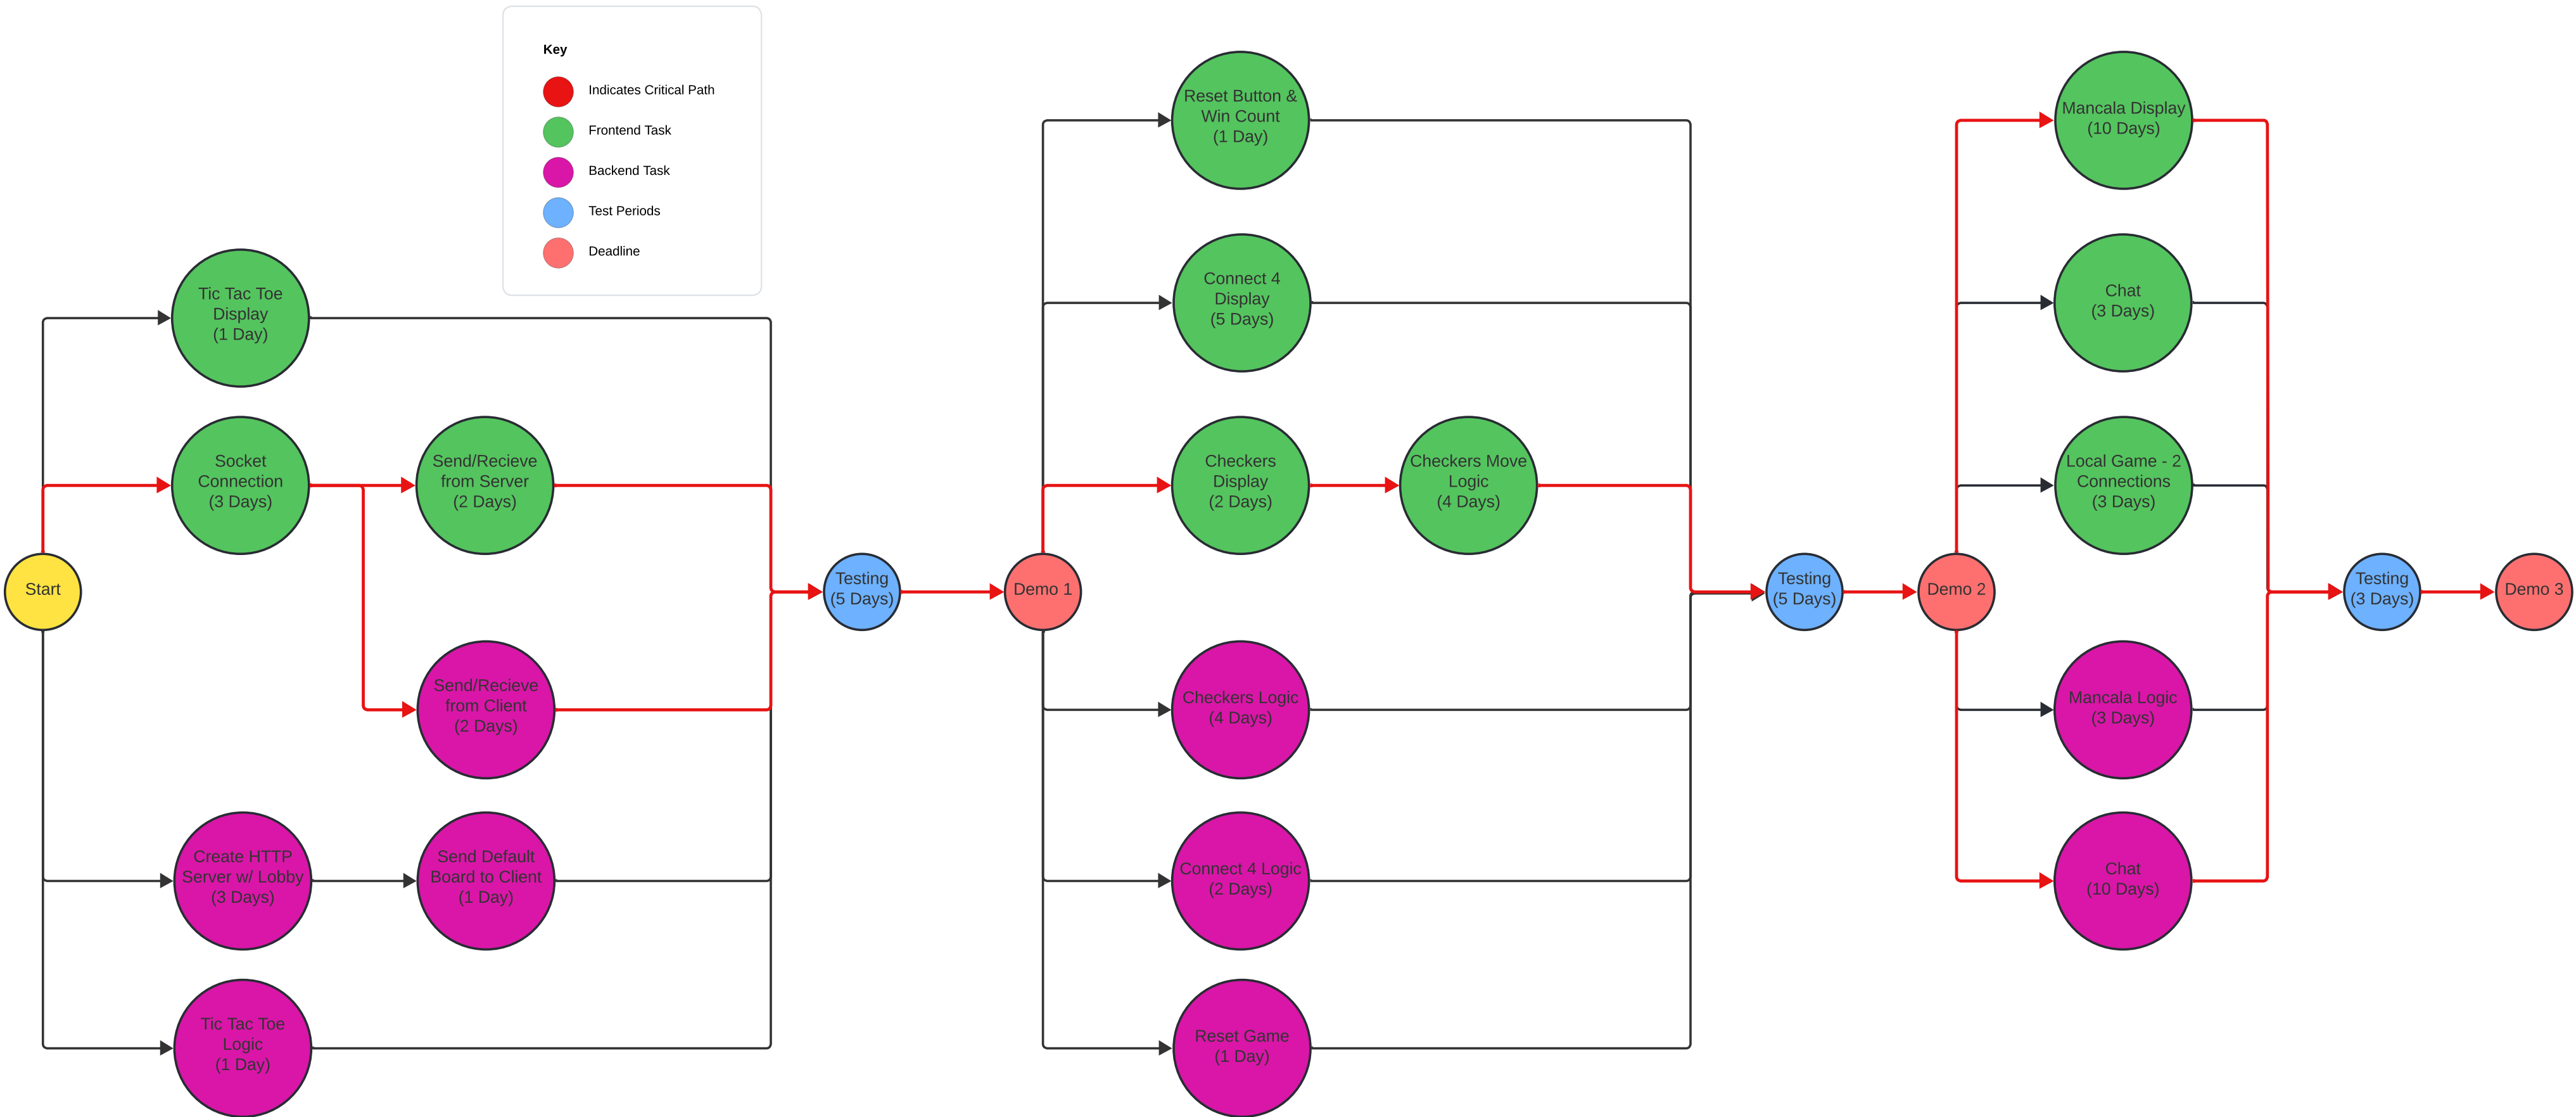 Key
Indicates Critical Path
Frontend Task
Backend Task
Test Periods
Deadline
Start
Tic Tac Toe
Display
(1 Day)
Socket
Connection
(3 Days)
Send/Recieve
from Server
(2 Days)
Send/Recieve
from Client
(2 Days)
Create HTTP
Server w/ Lobby
(3 Days)
Send Default
Board to Client
(1 Day)
Tic Tac Toe
Logic
(1 Day)
Testing
(5 Days)
Demo 1
Reset Button &
Win Count
(1 Day)
Connect 4
Display
(5 Days)
Checkers
Display
(2 Days)
Checkers Move
Logic
(4 Days)
Checkers Logic
(4 Days)
Connect 4 Logic
(2 Days)
Reset Game
(1 Day)
Testing
(5 Days)
Demo 2
Mancala Display
(10 Days)
Chat
(3 Days)
Local Game - 2
Connections
(3 Days)
Mancala Logic
(3 Days)
Chat
(10 Days)
Testing
(3 Days)
Demo 3